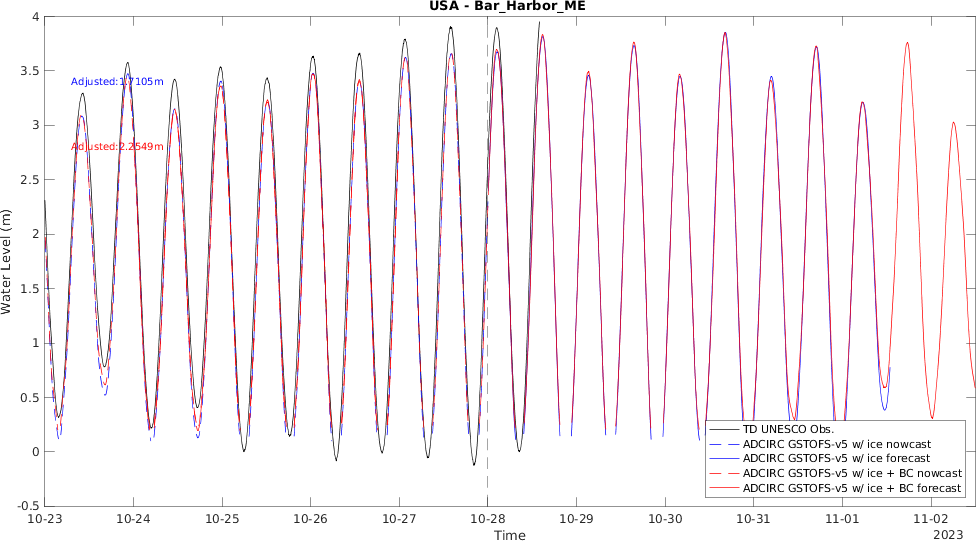 USA - Bar_Harbor_ME
4
3.5
3
2.5
2
1.5
1
0.5
0
-0.5
Water Level (m)
Adjusted:1.7105m
Adjusted:2.2549m
TD UNESCO Obs.
ADCIRC GSTOFS-v5 w/ ice nowcast
ADCIRC GSTOFS-v5 w/ ice forecast
ADCIRC GSTOFS-v5 w/ ice + BC nowcast
ADCIRC GSTOFS-v5 w/ ice + BC forecast
10-23 10-24 10-25 10-26 10-27 10-28 10-29 10-30 10-31 11-01 11-02
Time
2023